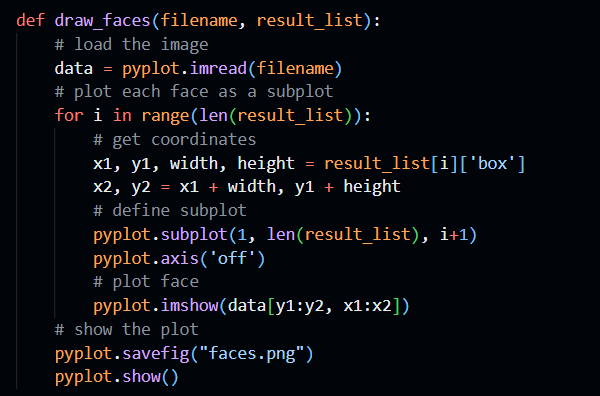 def draw_faces(filename, result_list):
    # load the image
    data = pyplot.imread(filename)
    # plot each face as a subplot
    for i in range(len(result_list)):
        # get coordinates
        x1, y1, width, height = result_list[i]['box']
        x2, y2 = x1 + width, y1 + height
        # define subplot
        pyplot.subplot(1, len(result_list), i+1)
        pyplot.axis('off')
        # plot face
        pyplot.imshow(data[y1:y2, x1:x2])
    # show the plot
    pyplot.savefig("faces.png")
    pyplot.show()